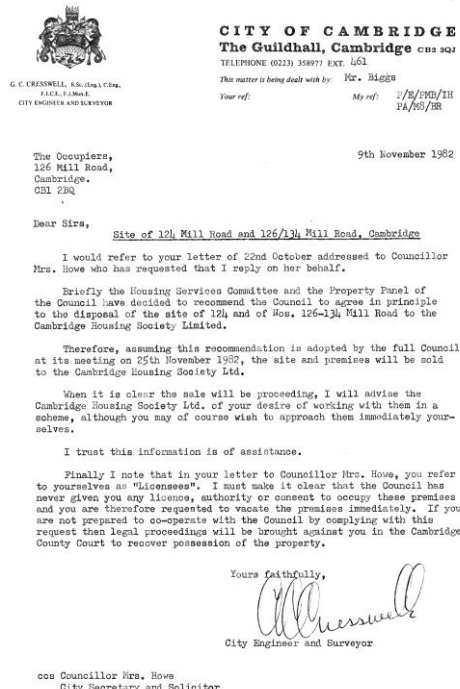 CITY OF CAMBRIDGE
The Guildhall, Cambridge CB2 3QJ
TELEPHONE (0223) 358977 EXT. 461
This matter is being dealt with by: Mr. Biggs
Your ref: My ref: P/E/PMB/IH
PA/MS/BR
G. C. CRESSWELL, B.Sc. (Eng.), C.Eng.,
F.I.C.E., F.I.Mun.E.
CITY ENGINEER AND SURVEYOR
9th November 1982
The Occupiers,
126 Mill Road,
Cambridge.
CB1 2BQ
Dear Sirs,
Site of 124 Mill Road and 126/134 Mill Road, Cambridge
I would refer to your letter of 22nd October addressed to Councillor
Mrs. Howe who has requested that I reply on her behalf.
Briefly the Housing Services Committee and the Property Panel of
the Council have decided to recommend the Council to agree in principle
to the disposal of the site of 124 and of Nos. 126-134 Mill Road to the
Cambridge Housing Society Limited.
Therefore, assuming this recommendation is adopted by the full Council
at its meeting on 25th November 1982, the site and premises will be sold
to the Cambridge Housing Society Ltd.
When it is clear the sale will be proceeding, I will advise the
Cambridge Housing Society Ltd. of your desire of working with them in a
scheme, although you may of course wish to approach them immediately your-
selves.
I trust this information is of assistance.
Finally I note that in your letter to Councillor Mrs. Howe, you refer
to yourselves as "Licensees". I must make it clear that the Council has
never given you any licence, authority or consent to occupy these premises
and you are therefore requested to vacate the premises immediately. If you
are not prepared to co-operate with the Council by complying with this
request then legal proceedings will be brought against you in the Cambridge
County Court to recover possession of the property.
Yours faithfully,
Cresswell
City Engineer and Surveyor
ccs Councillor Mrs. Howe
City Secretary and Solicitor